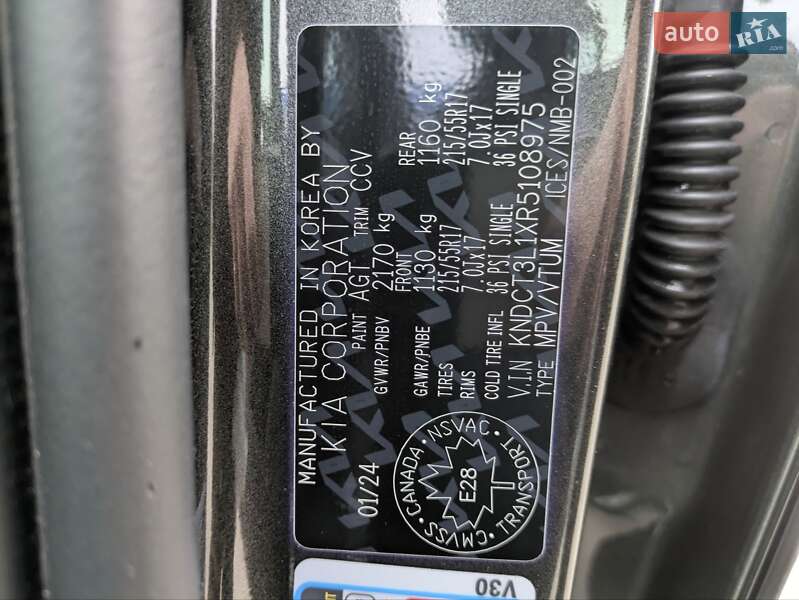 auto RIA .com
MANUFACTURED IN KOREA BY
KIA CORPORATION
01/24 PAINT AGT TRIM CCV
GVWR/PNBV 2170 kg
FRONT REAR
GAWR/PNBE 1130 kg 1160 kg
TIRES 215/55R17 215/55R17
RIMS 7.0Jx17 7.0Jx17
COLD TIRE INFL 36 PSI SINGLE 36 PSI SINGLE
V.IN KNDCT3L1XR5108975
TYPE MPV/VTUM ICES/NMB-002
CANADA · NSVAC · TRANSPORT · CMVSS
E28
V30